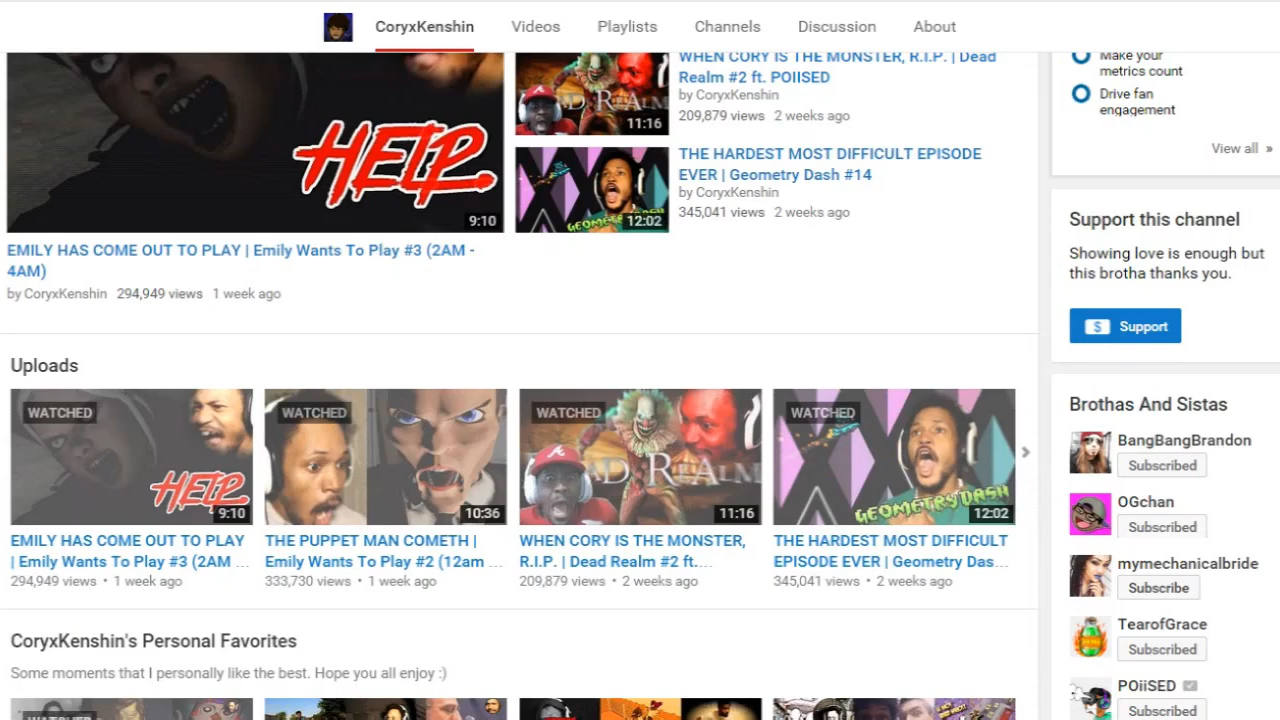 CoryxKenshin
Videos
Playlists
Channels
Discussion
About
HELP
9:10
EMILY HAS COME OUT TO PLAY | Emily Wants To Play #3 (2AM -
4AM)
by CoryxKenshin 294,949 views 1 week ago
11:16
WHEN CORY IS THE MONSTER, R.I.P. | Dead
Realm #2 ft. POIISED
by CoryxKenshin
209,879 views 2 weeks ago
GEOMETRY DASH
12:02
THE HARDEST MOST DIFFICULT EPISODE
EVER | Geometry Dash #14
by CoryxKenshin
345,041 views 2 weeks ago
Make your
metrics count
Drive fan
engagement
View all »
Support this channel
Showing love is enough but
this brotha thanks you.
$ Support
Uploads
WATCHED
HELP
9:10
EMILY HAS COME OUT TO PLAY
| Emily Wants To Play #3 (2AM ...
294,949 views • 1 week ago
WATCHED
10:36
THE PUPPET MAN COMETH |
Emily Wants To Play #2 (12am ...
333,730 views • 1 week ago
WATCHED
DEAD REALM
11:16
WHEN CORY IS THE MONSTER,
R.I.P. | Dead Realm #2 ft....
209,879 views • 2 weeks ago
WATCHED
GEOMETRY DASH
12:02
THE HARDEST MOST DIFFICULT
EPISODE EVER | Geometry Das...
345,041 views • 2 weeks ago
Brothas And Sistas
BangBangBrandon
Subscribed
OGchan
Subscribed
mymechanicalbride
Subscribe
TearofGrace
Subscribed
POiiSED
Subscribed
CoryxKenshin's Personal Favorites
Some moments that I personally like the best. Hope you all enjoy :)
WATCHED